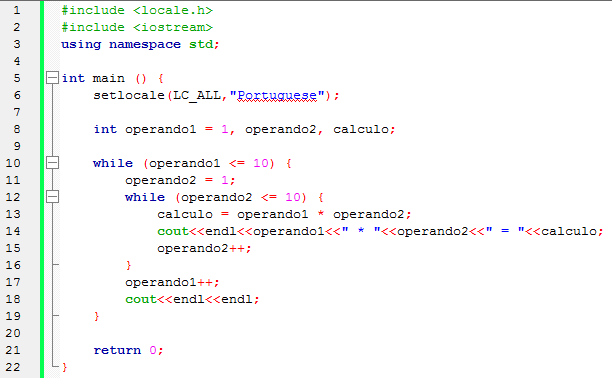 1 #include <locale.h>
2 #include <iostream>
3 using namespace std;
4
5 int main () {
6 setlocale(LC_ALL,"Portuguese");
7
8 int operando1 = 1, operando2, calculo;
9
10 while (operando1 <= 10) {
11 operando2 = 1;
12 while (operando2 <= 10) {
13 calculo = operando1 * operando2;
14 cout<<endl<<operando1<<" * "<<operando2<<" = "<<calculo;
15 operando2++;
16 }
17 operando1++;
18 cout<<endl<<endl;
19 }
20
21 return 0;
22 }